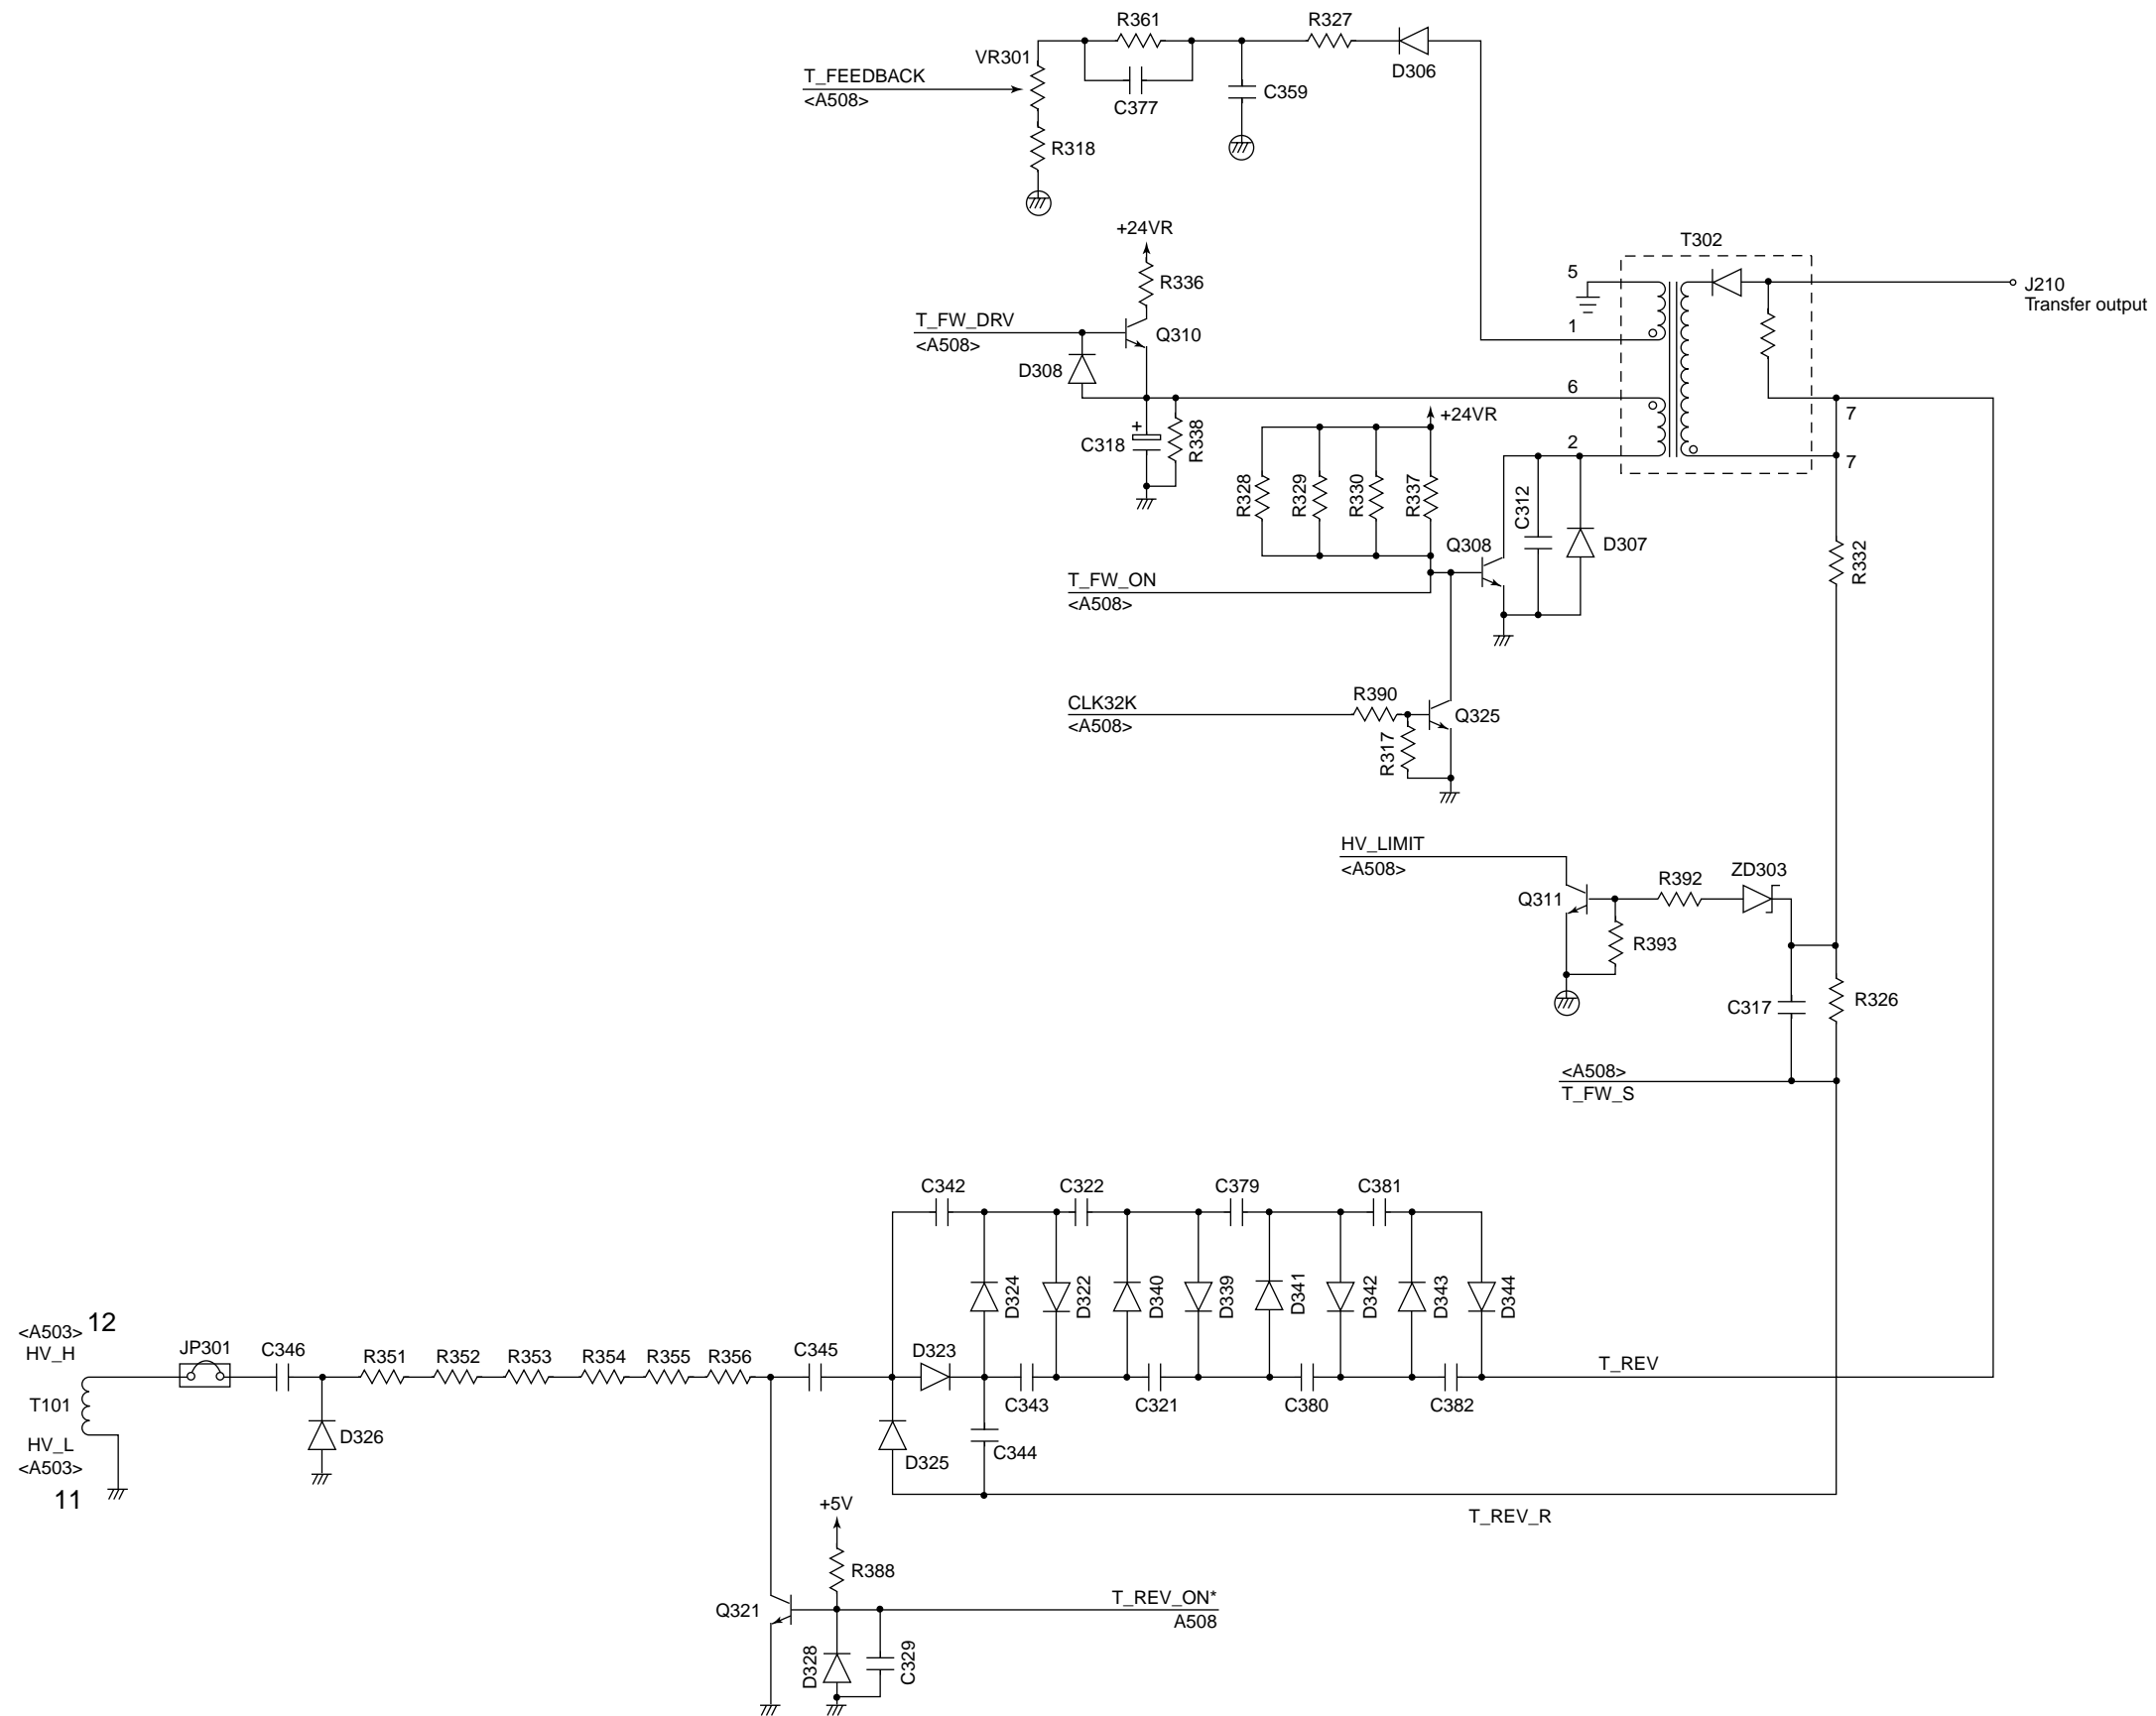 R361
R327
VR301
D306
T_FEEDBACK
<A508>
C377
C359
R318
+24VR
T302
R336
5
J210
Transfer output
T_FW_DRV
<A508>
Q310
1
D308
6
+24VR
7
C318
R338
2
7
R328
R329
R330
R337
C312
Q308
D307
R332
T_FW_ON
<A508>
CLK32K
<A508>
R390
Q325
R317
HV_LIMIT
<A508>
ZD303
R392
Q311
R393
C317
R326
<A508>
T_FW_S
C342
C322
C379
C381
D324
D322
D340
D339
D341
D342
D343
D344
<A503>
12
HV_H
JP301
C346
R351
R352
R353
R354
R355
R356
C345
D323
T_REV
T101
C343
C321
C380
C382
HV_L
<A503>
11
D326
D325
C344
+5V
T_REV_R
R388
Q321
T_REV_ON*
A508
D328
C329